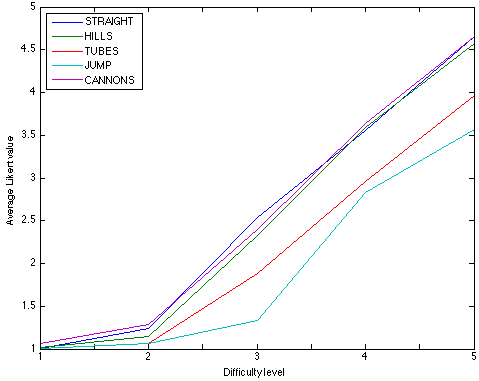 5
4.5
4
3.5
3
2.5
2
1.5
1
Average Likert value
STRAIGHT
HILLS
TUBES
JUMP
CANNONS
1
2
3
4
5
Difficulty level